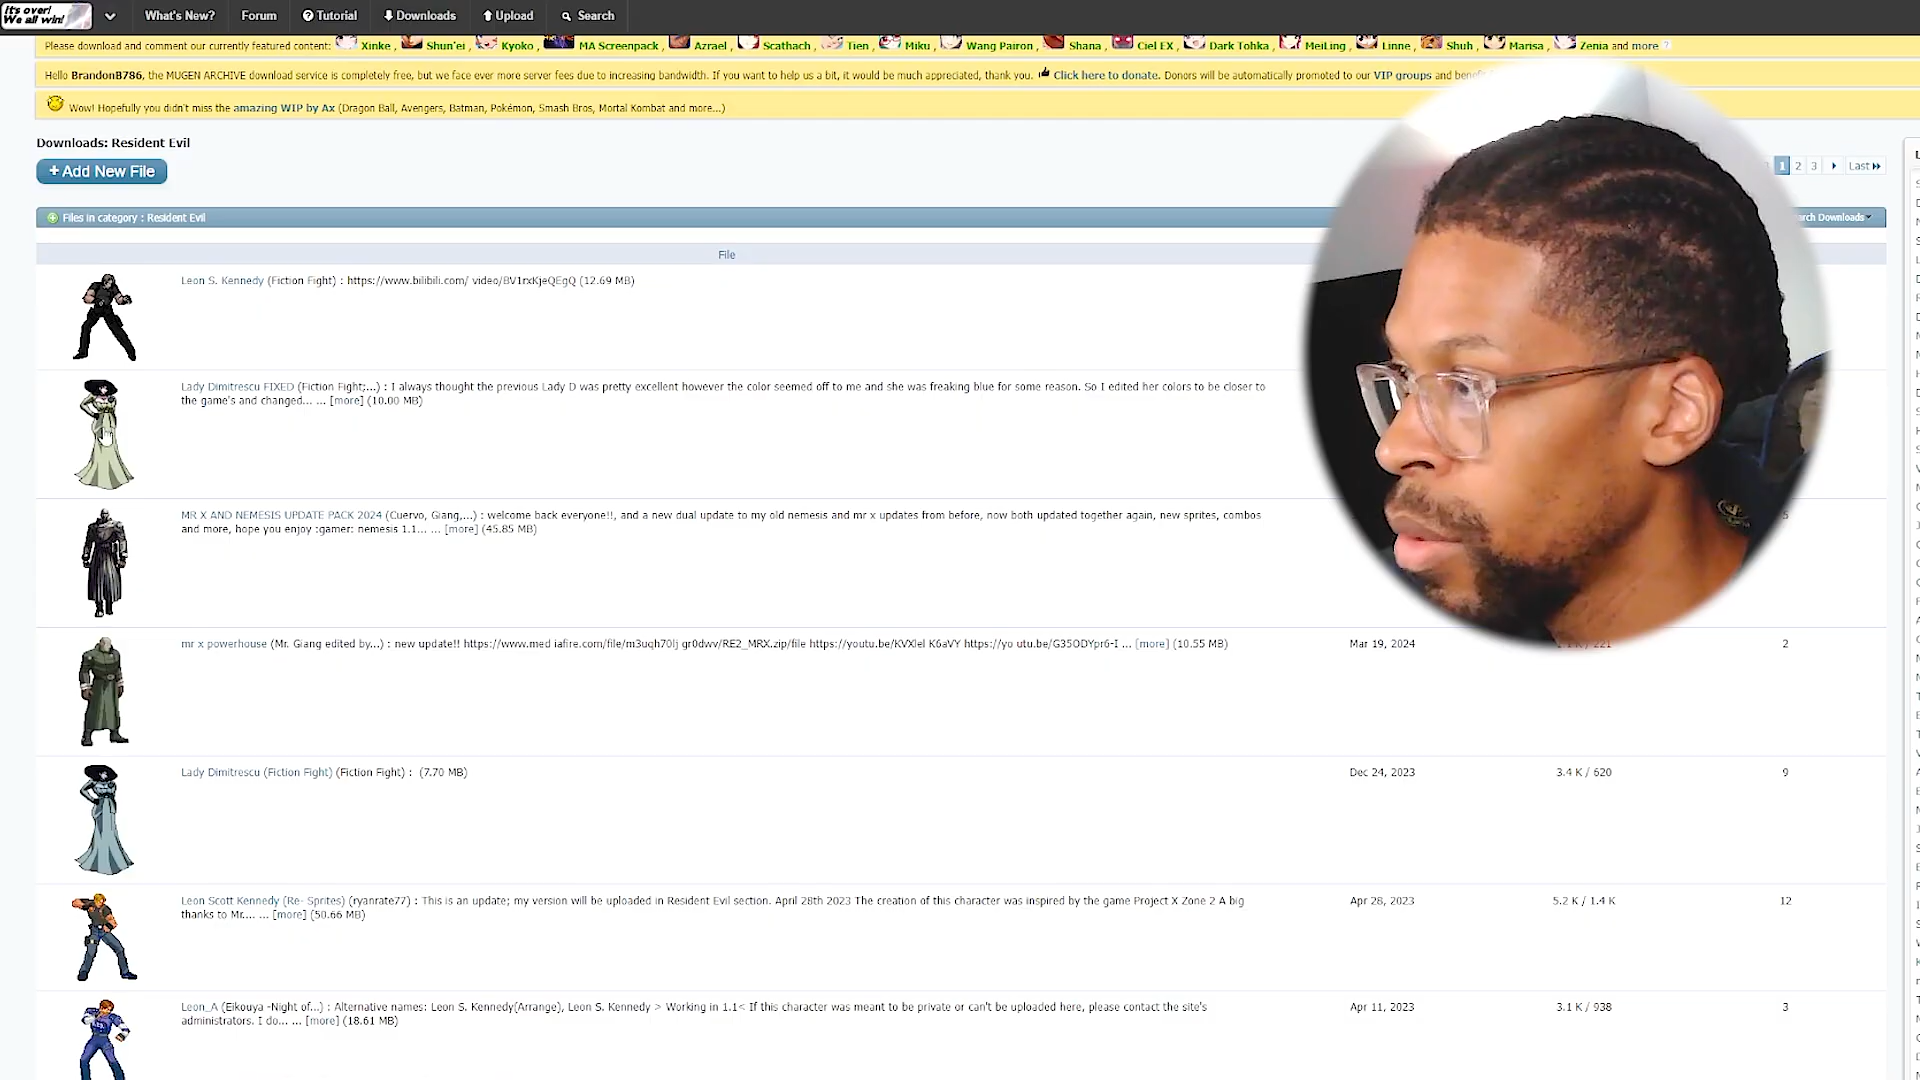 It's over!
We all win!
What's New?
Forum
Tutorial
Downloads
Upload
Search
Please download and comment our currently featured content: Xinke , Shun'ei , Kyoko , MA Screenpack , Azrael , Scathach , Tien , Miku , Wang Pairon , Shana , Ciel EX , Dark Tohka , MeiLing , Linne , Shuh , Marisa , Zenia and more ?
Hello BrandonB786, the MUGEN ARCHIVE download service is completely free, but we face ever more server fees due to increasing bandwidth. If you want to help us a bit, it would be much appreciated, thank you. Click here to donate. Donors will be automatically promoted to our VIP groups and
Wow! Hopefully you didn't miss the amazing WIP by Ax (Dragon Ball, Avengers, Batman, Pokémon, Smash Bros, Mortal Kombat and more...)
Downloads: Resident Evil
+ Add New File
1 2 3 Last
Files in category : Resident Evil
Downloads
File
Leon S. Kennedy (Fiction Fight) : https://www.bilibili.com/ video/BV1rxKjeQEgQ (12.69 MB)
Lady Dimitrescu FIXED (Fiction Fight;...) : I always thought the previous Lady D was pretty excellent however the color seemed off to me and she was freaking blue for some reason. So I edited her colors to be closer to
the game's and changed... ... [more] (10.00 MB)
MR X AND NEMESIS UPDATE PACK 2024 (Cuervo, Giang,...) : welcome back everyone!!, and a new dual update to my old nemesis and mr x updates from before, now both updated together again, new sprites, combos
and more, hope you enjoy :gamer: nemesis 1.1... ... [more] (45.85 MB)
mr x powerhouse (Mr. Giang edited by...) : new update!! https://www.med iafire.com/file/m3uqh70lj gr0dwv/RE2_MRX.zip/file https://youtu.be/KVXlel K6aVY https://yo utu.be/G35ODYpr6-I ... [more] (10.55 MB)
Mar 19, 2024
2
Lady Dimitrescu (Fiction Fight) (Fiction Fight) : (7.70 MB)
Dec 24, 2023
3.4 K / 620
9
Leon Scott Kennedy (Re- Sprites) (ryanrate77) : This is an update; my version will be uploaded in Resident Evil section. April 28th 2023 The creation of this character was inspired by the game Project X Zone 2 A big
thanks to Mr.... ... [more] (50.66 MB)
Apr 28, 2023
5.2 K / 1.4 K
12
Leon_A (Eikouya -Night of...) : Alternative names: Leon S. Kennedy(Arrange), Leon S. Kennedy > Working in 1.1< If this character was meant to be private or can't be uploaded here, please contact the site's
administrators. I do... ... [more] (18.61 MB)
Apr 11, 2023
3.1 K / 938
3